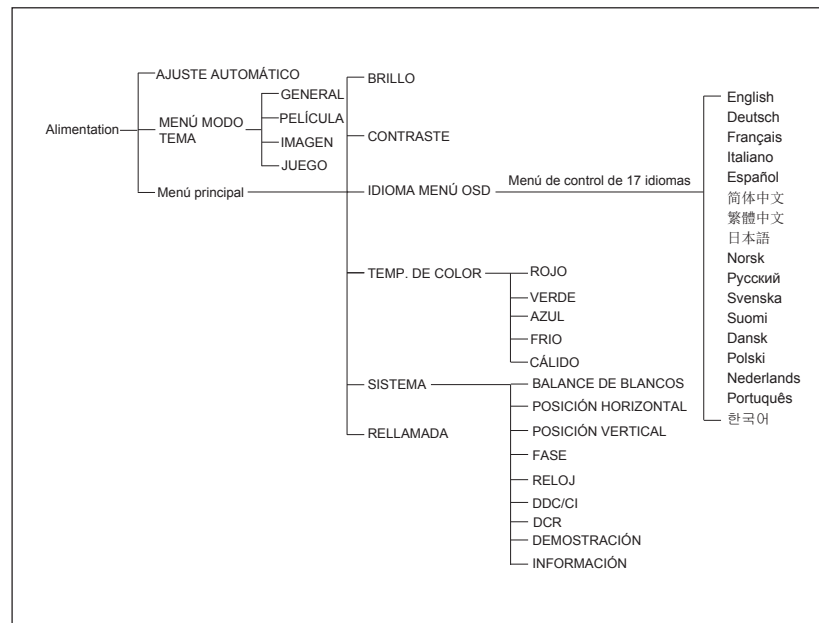 Alimentation
AJUSTE AUTOMÁTICO
MENÚ MODO
TEMA
GENERAL
PELÍCULA
IMAGEN
JUEGO
Menú principal
BRILLO
CONTRASTE
IDIOMA MENÚ OSD
Menú de control de 17 idiomas
English
Deutsch
Français
Italiano
Español
简体中文
繁體中文
日本語
Norsk
Русский
Svenska
Suomi
Dansk
Polski
Nederlands
Portuquês
한국어
TEMP. DE COLOR
ROJO
VERDE
AZUL
FRIO
CÁLIDO
SISTEMA
BALANCE DE BLANCOS
POSICIÓN HORIZONTAL
POSICIÓN VERTICAL
FASE
RELOJ
DDC/CI
DCR
DEMOSTRACIÓN
INFORMACIÓN
RELLAMADA